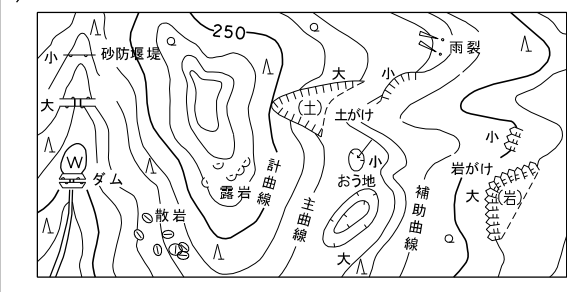 250
小
砂防堰堤
大
小
雨裂
(土)
土がけ
小
大
W
ダム
小
おう地
岩がけ
大
(岩)
露岩
計曲線
散岩
主曲線
補助曲線
大